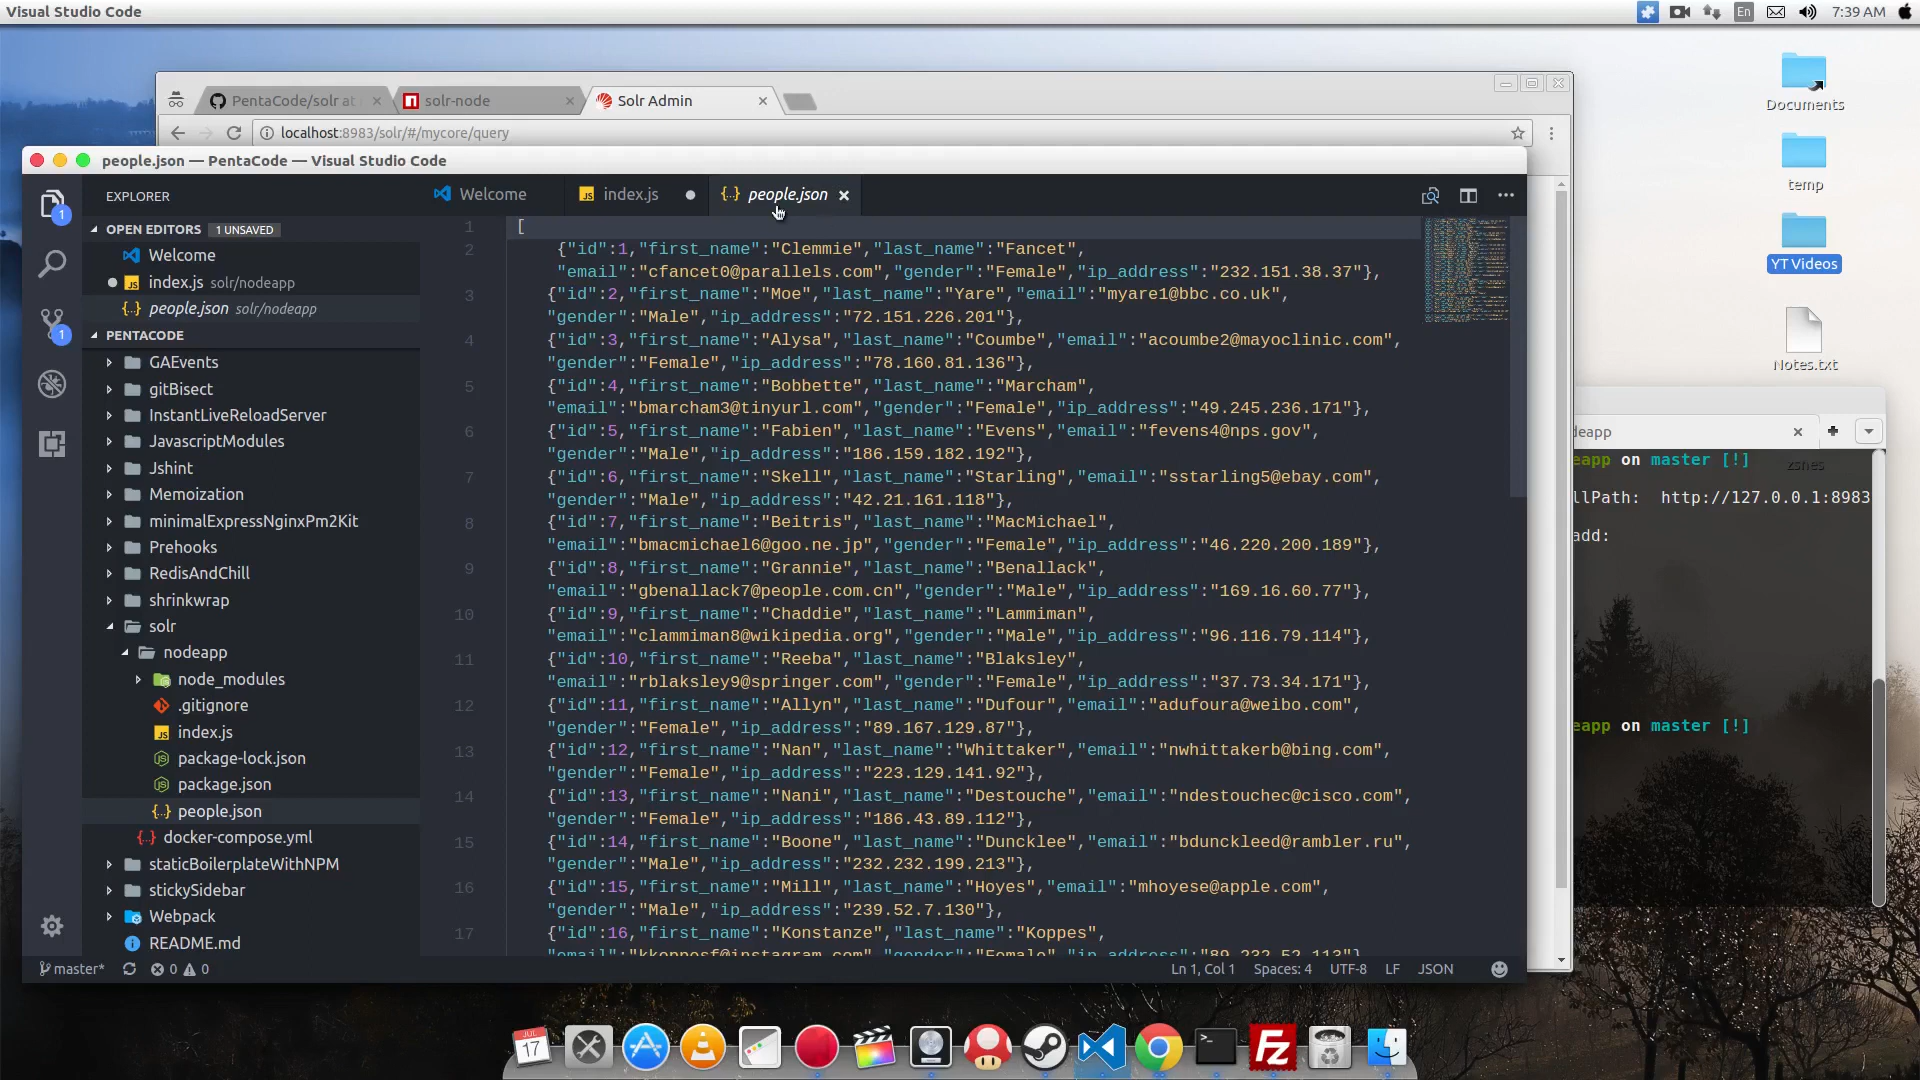 Visual Studio Code
En
7:39 AM
PentaCode/solr at
solr-node
Solr Admin
localhost:8983/solr/#/mycore/query
Documents
temp
YT Videos
Notes.txt
people.json — PentaCode — Visual Studio Code
EXPLORER
OPEN EDITORS 1 UNSAVED
Welcome
index.js solr/nodeapp
people.json solr/nodeapp
PENTACODE
GAEvents
gitBisect
InstantLiveReloadServer
JavascriptModules
Jshint
Memoization
minimalExpressNginxPm2Kit
Prehooks
RedisAndChill
shrinkwrap
solr
nodeapp
node_modules
.gitignore
index.js
package-lock.json
package.json
people.json
docker-compose.yml
staticBoilerplateWithNPM
stickySidebar
Webpack
README.md
1
1
Welcome
index.js
people.json
1 [
2 {"id":1,"first_name":"Clemmie","last_name":"Fancet",
"email":"cfancet0@parallels.com","gender":"Female","ip_address":"232.151.38.37"},
3 {"id":2,"first_name":"Moe","last_name":"Yare","email":"myare1@bbc.co.uk",
"gender":"Male","ip_address":"72.151.226.201"},
4 {"id":3,"first_name":"Alysa","last_name":"Coumbe","email":"acoumbe2@mayoclinic.com",
"gender":"Female","ip_address":"78.160.81.136"},
5 {"id":4,"first_name":"Bobbette","last_name":"Marcham",
"email":"bmarcham3@tinyurl.com","gender":"Female","ip_address":"49.245.236.171"},
6 {"id":5,"first_name":"Fabien","last_name":"Evens","email":"fevens4@nps.gov",
"gender":"Male","ip_address":"186.159.182.192"},
7 {"id":6,"first_name":"Skell","last_name":"Starling","email":"sstarling5@ebay.com",
"gender":"Male","ip_address":"42.21.161.118"},
8 {"id":7,"first_name":"Beitris","last_name":"MacMichael",
"email":"bmacmichael6@goo.ne.jp","gender":"Female","ip_address":"46.220.200.189"},
9 {"id":8,"first_name":"Grannie","last_name":"Benallack",
"email":"gbenallack7@people.com.cn","gender":"Male","ip_address":"169.16.60.77"},
10 {"id":9,"first_name":"Chaddie","last_name":"Lammiman",
"email":"clammiman8@wikipedia.org","gender":"Male","ip_address":"96.116.79.114"},
11 {"id":10,"first_name":"Reeba","last_name":"Blaksley",
"email":"rblaksley9@springer.com","gender":"Female","ip_address":"37.73.34.171"},
12 {"id":11,"first_name":"Allyn","last_name":"Dufour","email":"adufoura@weibo.com",
"gender":"Female","ip_address":"89.167.129.87"},
13 {"id":12,"first_name":"Nan","last_name":"Whittaker","email":"nwhittakerb@bing.com",
"gender":"Female","ip_address":"223.129.141.92"},
14 {"id":13,"first_name":"Nani","last_name":"Destouche","email":"ndestouchec@cisco.com",
"gender":"Female","ip_address":"186.43.89.112"},
15 {"id":14,"first_name":"Boone","last_name":"Duncklee","email":"bdunckleed@rambler.ru",
"gender":"Male","ip_address":"232.232.199.213"},
16 {"id":15,"first_name":"Mill","last_name":"Hoyes","email":"mhoyese@apple.com",
"gender":"Male","ip_address":"239.52.7.130"},
17 {"id":16,"first_name":"Konstanze","last_name":"Koppes",
"email":"kkoppesf@instagram.com","gender":"Female","ip_address":"89.232.52.113"},
master*
0
0
Ln 1, Col 1
Spaces: 4
UTF-8
LF
JSON
deapp
eapp on master [!]
zsnes
llPath: http://127.0.0.1:8983
add:
eapp on master [!]
JUL
17
Fz